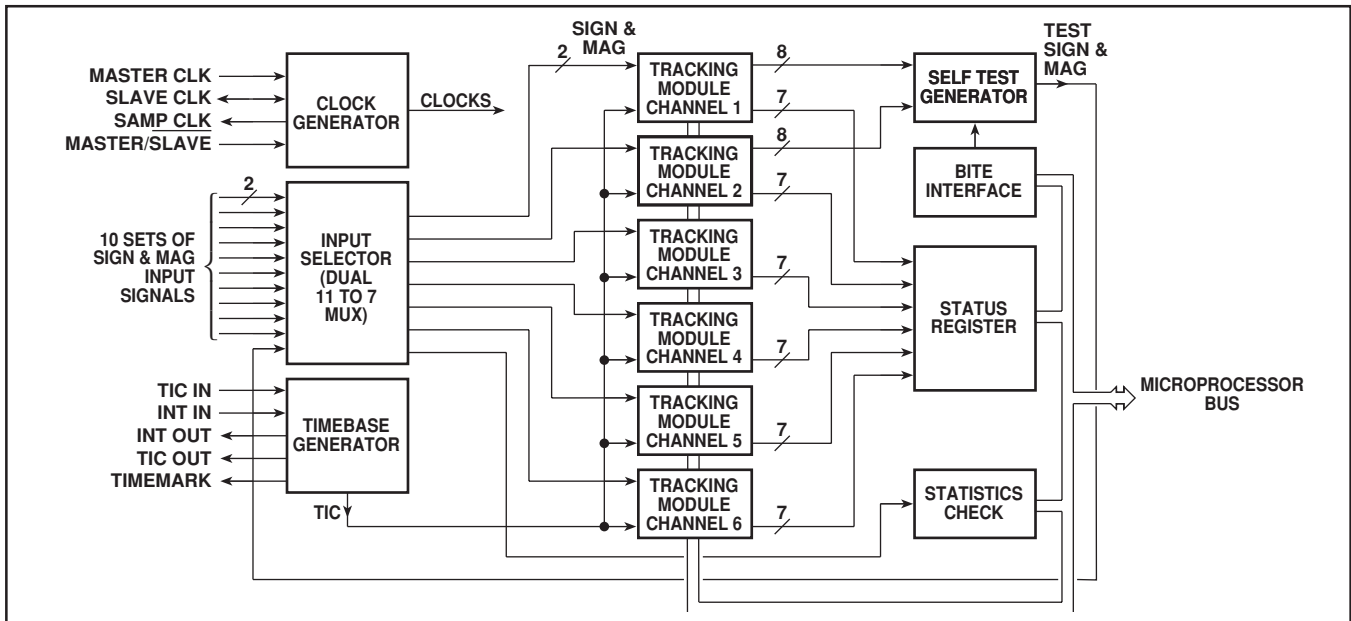 MASTER CLK
SLAVE CLK
SAMP CLK
MASTER/SLAVE
CLOCK
GENERATOR
CLOCKS
2
10 SETS OF
SIGN & MAG
INPUT
SIGNALS
INPUT
SELECTOR
(DUAL
11 TO 7
MUX)
TIC IN
INT IN
INT OUT
TIC OUT
TIMEMARK
TIMEBASE
GENERATOR
TIC
SIGN &
MAG
2
TRACKING
MODULE
CHANNEL 1
8
7
TRACKING
MODULE
CHANNEL 2
8
7
TRACKING
MODULE
CHANNEL 3
7
TRACKING
MODULE
CHANNEL 4
7
TRACKING
MODULE
CHANNEL 5
7
TRACKING
MODULE
CHANNEL 6
7
SELF TEST
GENERATOR
TEST
SIGN &
MAG
BITE
INTERFACE
STATUS
REGISTER
STATISTICS
CHECK
MICROPROCESSOR
BUS